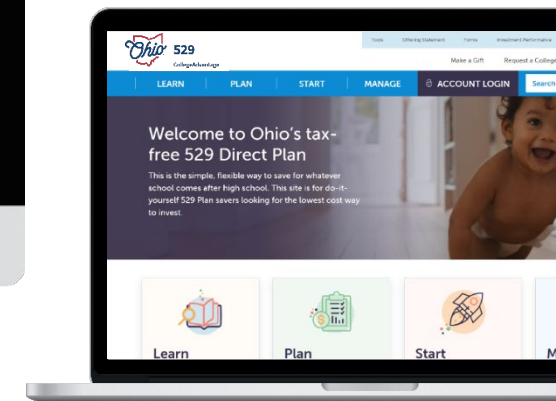 Ohio 529
CollegeAdvantage
Tools Offering Statement Forms Investment Performance
Make a Gift Request a College
LEARN PLAN START MANAGE ACCOUNT LOGIN Search
Welcome to Ohio's tax-
free 529 Direct Plan
This is the simple, flexible way to save for whatever
school comes after high school. This site is for do-it-
yourself 529 Plan savers looking for the lowest cost way
to invest.
Learn Plan Start M